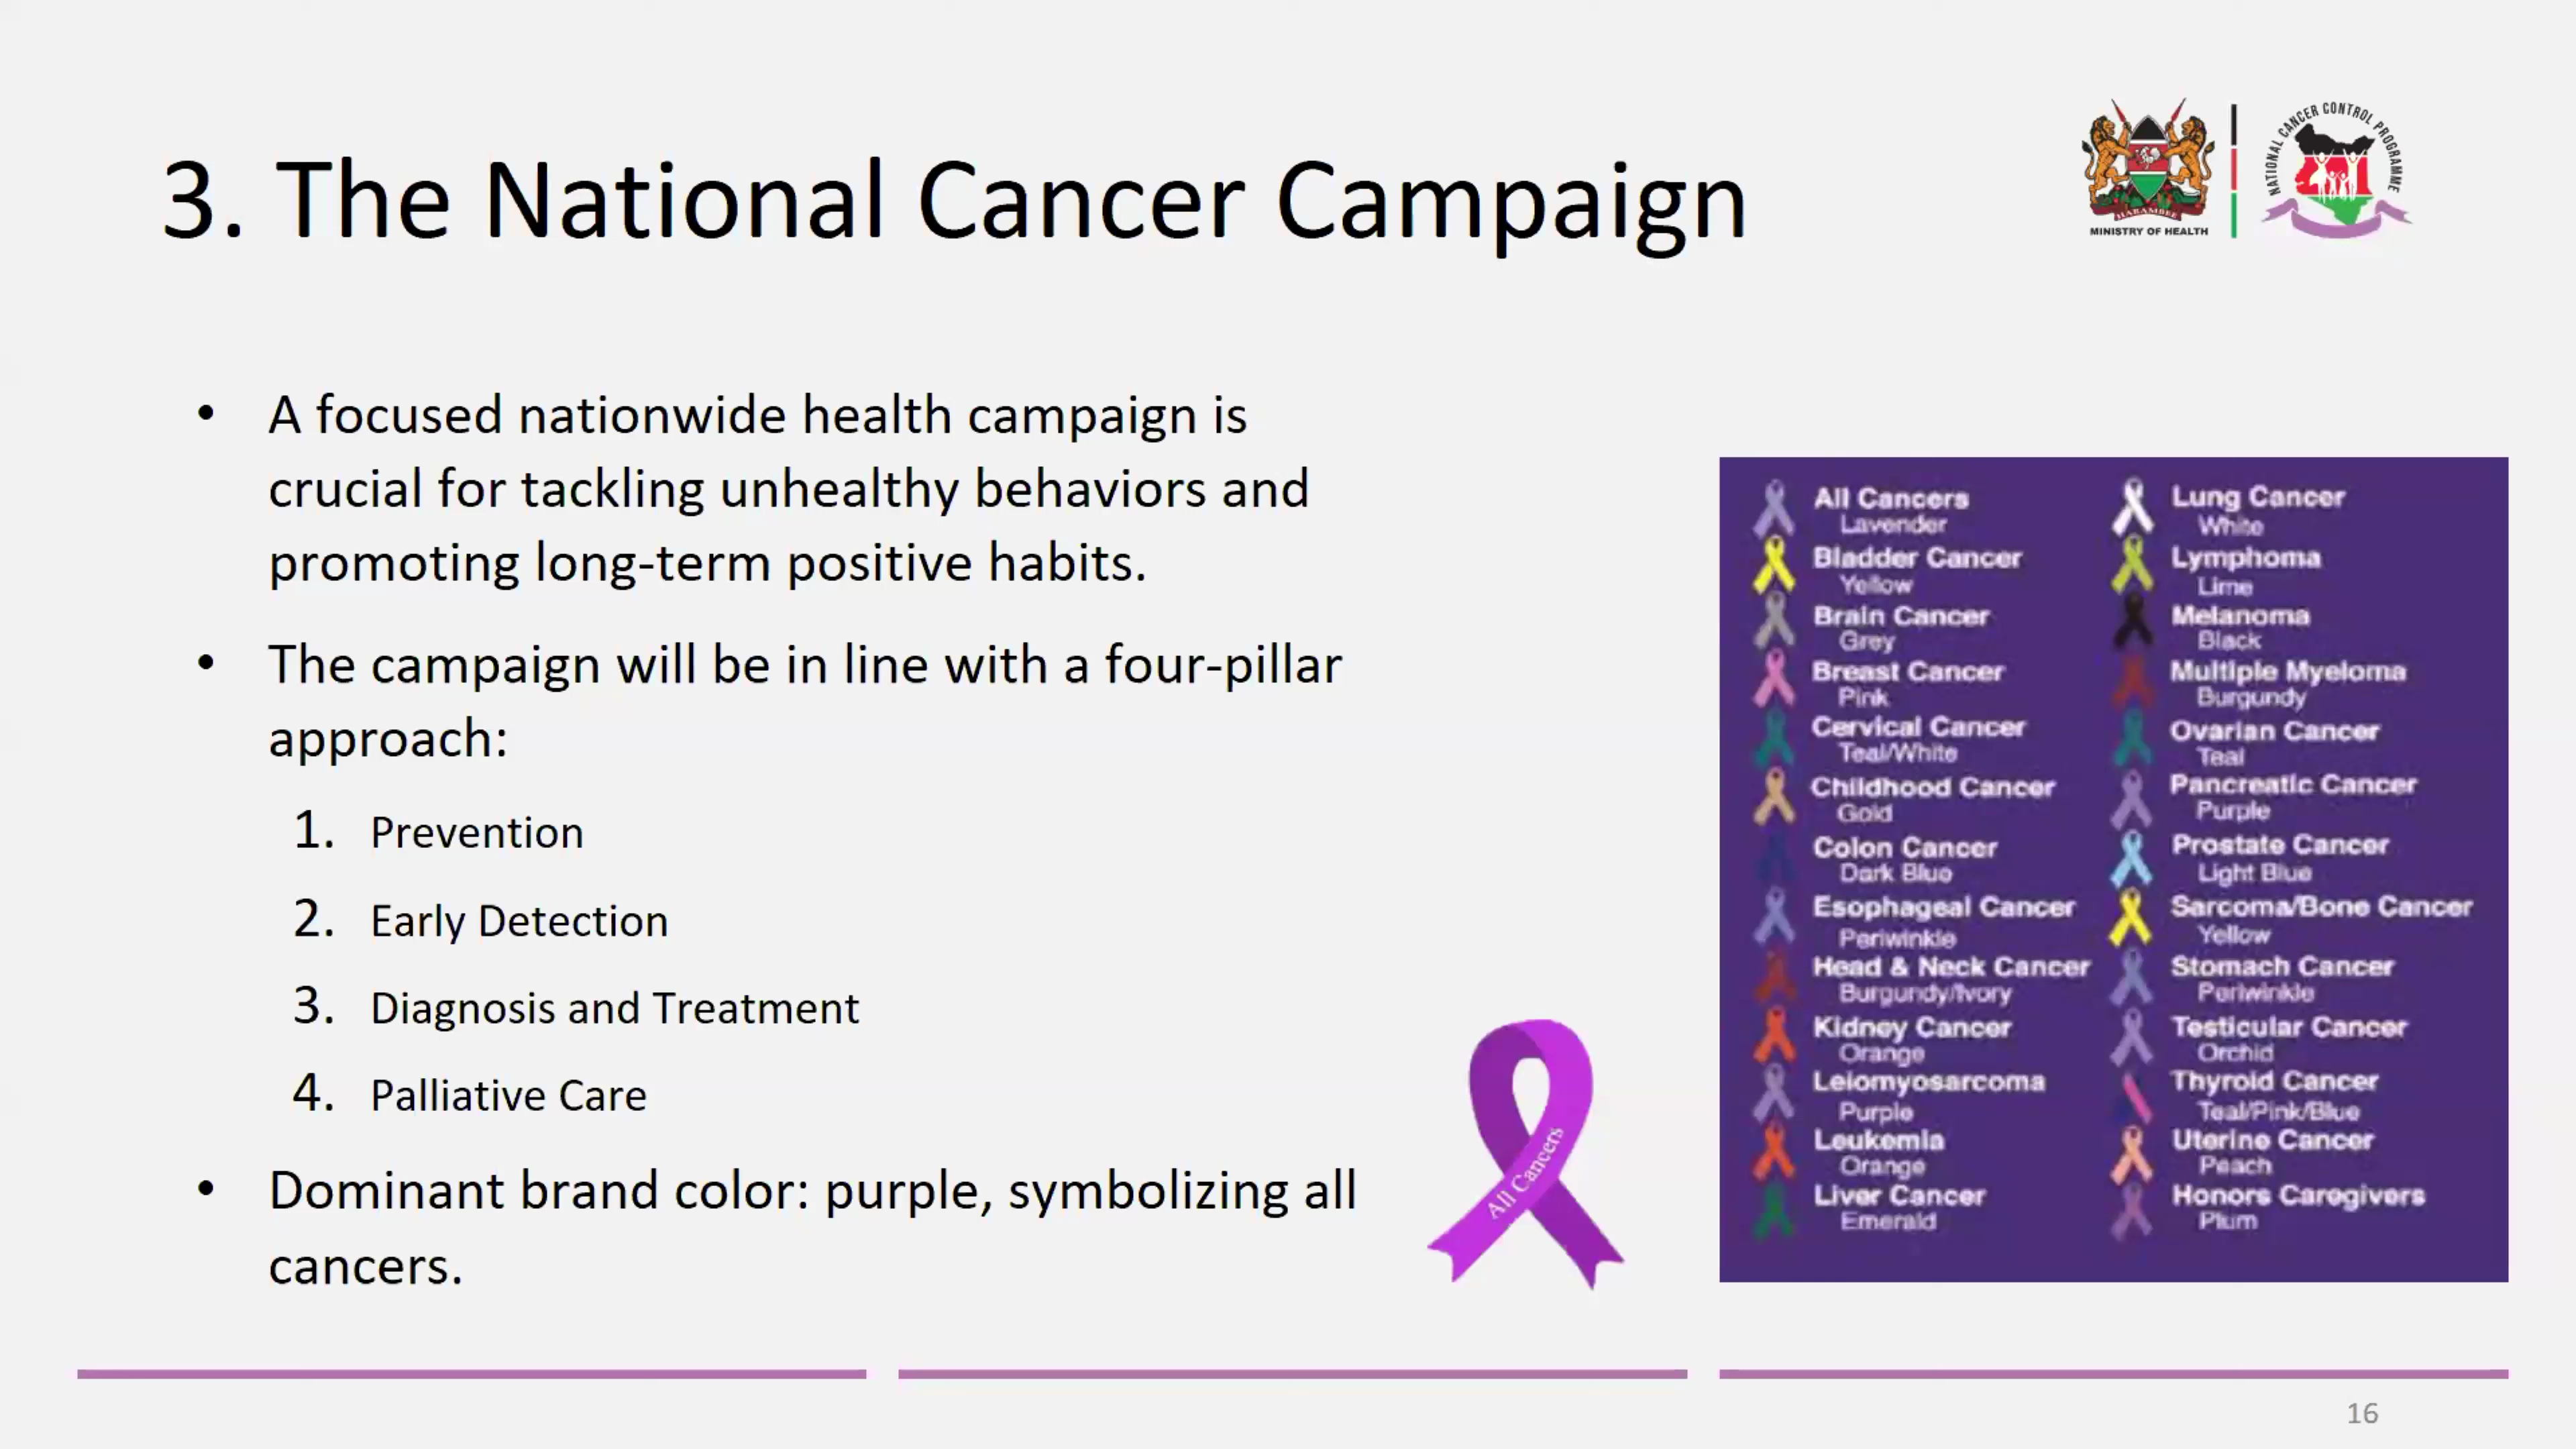 3. The National Cancer Campaign
HARAMBEE
MINISTRY OF HEALTH
NATIONAL CANCER CONTROL PROGRAMME
• A focused nationwide health campaign is
crucial for tackling unhealthy behaviors and
promoting long-term positive habits.
• The campaign will be in line with a four-pillar
approach:
1. Prevention
2. Early Detection
3. Diagnosis and Treatment
4. Palliative Care
• Dominant brand color: purple, symbolizing all
cancers.
All Cancers
All Cancers
Lavender
Bladder Cancer
Yellow
Brain Cancer
Grey
Breast Cancer
Pink
Cervical Cancer
Teal/White
Childhood Cancer
Gold
Colon Cancer
Dark Blue
Esophageal Cancer
Periwinkle
Head & Neck Cancer
Burgundy/Ivory
Kidney Cancer
Orange
Leiomyosarcoma
Purple
Leukemia
Orange
Liver Cancer
Emerald
Lung Cancer
White
Lymphoma
Lime
Melanoma
Black
Multiple Myeloma
Burgundy
Ovarian Cancer
Teal
Pancreatic Cancer
Purple
Prostate Cancer
Light Blue
Sarcoma/Bone Cancer
Yellow
Stomach Cancer
Periwinkle
Testicular Cancer
Orchid
Thyroid Cancer
Teal/Pink/Blue
Uterine Cancer
Peach
Honors Caregivers
Plum
16